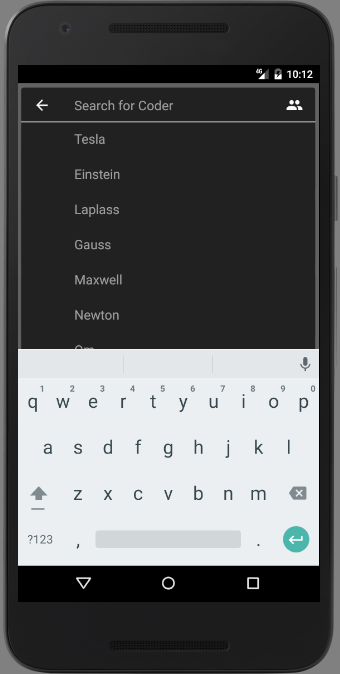 4G 10:12
Search for Coder
Tesla
Einstein
Laplass
Gauss
Maxwell
Newton
1 2 3 4 5 6 7 8 9 0
q w e r t y u i o p
a s d f g h j k l
z x c v b n m
?123 , .